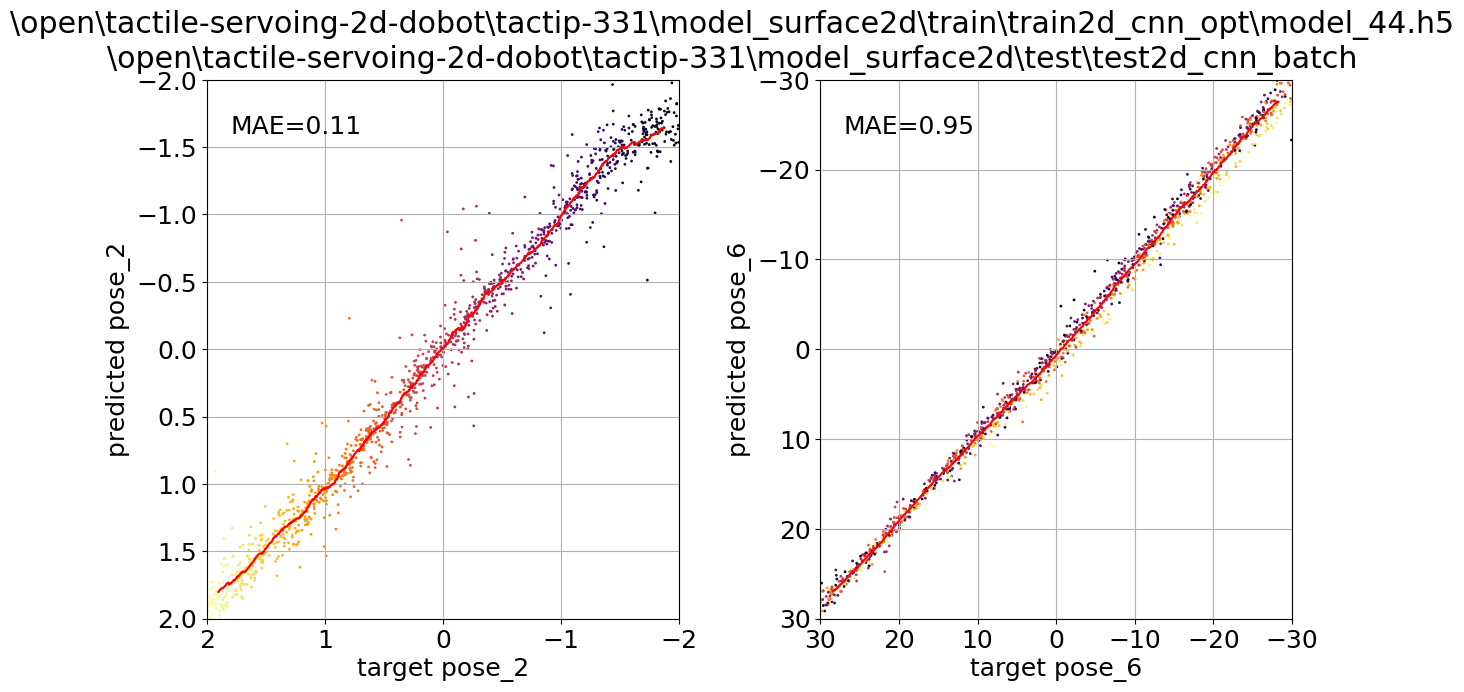 \open\tactile-servoing-2d-dobot\tactip-331\model_surface2d\train\train2d_cnn_opt\model_44.h5
\open\tactile-servoing-2d-dobot\tactip-331\model_surface2d\test\test2d_cnn_batch
MAE=0.11
−2.0
−1.5
−1.0
−0.5
0.0
0.5
1.0
1.5
2.0
predicted pose_2
2 1 0 −1 −2
target pose_2
MAE=0.95
−30
−20
−10
0
10
20
30
predicted pose_6
30 20 10 0 −10 −20 −30
target pose_6